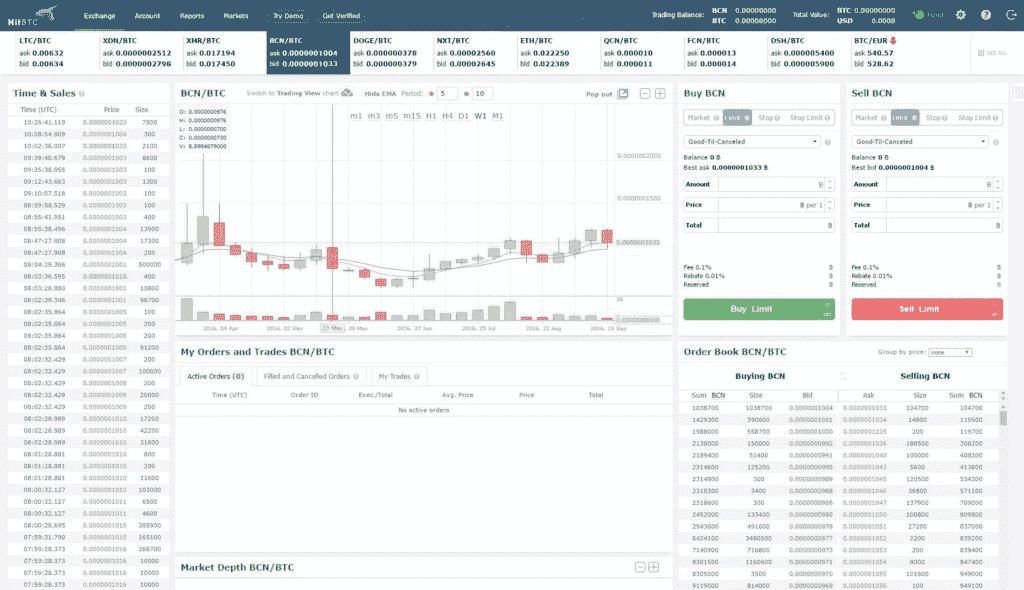 HitBTC
Exchange Account Reports Markets Try Demo Get Verified
Trading Balance: BCN 0.00000000 Total Value: BTC 0.00000000
BTC 0.00000000 USD 0.0000
LTC/BTC XDN/BTC XMR/BTC BCN/BTC DOGE/BTC NXT/BTC ETH/BTC QCN/BTC FCN/BTC DSH/BTC BTC/EUR
ask 0.00632 ask 0.0000002512 ask 0.017194 ask 0.0000001004 ask 0.000000378 ask 0.00002560 ask 0.022250 ask 0.000010 ask 0.000013 ask 0.000005400 ask 540.57
bid 0.00634 bid 0.0000002798 bid 0.017450 bid 0.0000001033 bid 0.000000379 bid 0.00002645 bid 0.022389 bid 0.000011 bid 0.000014 bid 0.000005900 bid 528.62
SEE ALL
Time & Sales
Time (UTC) Price Size
10:26:41.119 0.0000001023 7800
10:08:54.909 0.0000001004 300
10:02:36.007 0.0000001033 2100
09:39:40.679 0.0000001003 8600
09:35:38.955 0.0000001003 100
09:12:43.663 0.0000001003 1300
09:10:07.518 0.0000001003 100
08:59:58.529 0.0000001003 100
08:55:41.951 0.0000001003 400
08:55:38.496 0.0000001004 13900
08:47:27.908 0.0000001004 17300
08:47:27.908 0.0000001004 200
08:04:29.366 0.0000001001 500000
08:03:36.595 0.0000001015 400
08:03:28.880 0.0000001001 10800
08:02:39.346 0.0000001001 96700
08:02:35.864 0.0000001005 100
08:02:35.864 0.0000001005 200
08:02:35.864 0.0000001005 200
08:02:35.864 0.0000001005 91200
08:02:32.429 0.0000001007 200
08:02:32.429 0.0000001007 100000
08:02:32.429 0.0000001008 200
08:02:32.429 0.0000001009 20000
08:02:32.429 0.0000001009 200
08:02:28.989 0.0000001010 17200
08:02:28.989 0.0000001010 42200
08:02:28.989 0.0000001010 31600
08:01:28.881 0.0000001010 800
08:01:28.881 0.0000001010 200
08:01:28.881 0.0000001010 11600
08:00:32.127 0.0000001010 103000
08:00:32.127 0.0000001011 6500
08:00:32.127 0.0000001011 4600
08:00:28.695 0.0000001015 385900
07:59:31.790 0.0000001015 165100
07:59:28.373 0.0000001016 266700
07:59:28.373 0.0000001016 10000
07:59:28.373 0.0000001016 10000
07:59:28.373 0.0000001016 10000
BCN/BTC Switch to Trading View chart Hide EMA Period: 5 10 Pop out
O: 0.0000000976
H: 0.0000000976
L: 0.0000000700
C: 0.0000000730
m1 m3 m5 m15 H1 H4 D1 W1 M1
0.0000002000
0.0000001500
0.0000001033
2016, 04 Apr 2016, 02 May 23 May 30 May 2016, 27 Jun 2016, 25 Jul 2016, 22 Aug 2016, 19 Sep
Buy BCN
Market Limit Stop Stop Limit
Good-Til-Canceled
Balance 0 B
Best ask 0.0000001033 B
Amount B
Price B per 1
Total B
Fee 0.1% B
Rebate 0.01% B
Reserved B
Buy Limit
Sell BCN
Market Limit Stop Stop Limit
Good-Til-Canceled
Balance 0 B
Best bid 0.0000001004 B
Amount B
Price B per 1
Total B
Fee 0.1% B
Rebate 0.01% B
Reserved B
Sell Limit
My Orders and Trades BCN/BTC
Active Orders (0) Filled and Cancelled Orders My Trades
Time (UTC) Order ID Exec/Total Avg. Price Price Total
No active orders
Market Depth BCN/BTC
Order Book BCN/BTC Group by price: none
Buying BCN Selling BCN
Sum BCN Size Bid Ask Size Sum BCN
1038700 1038700 0.0000001004 0.0000001033 104700 104700
1429300 390600 0.0000001001 0.0000001034 14800 119500
1988000 558700 0.0000001000 0.0000001035 200 119700
2138000 150000 0.0000000992 0.0000001036 188500 308200
2189400 51400 0.0000000991 0.0000001040 100000 408200
2314600 125200 0.0000000990 0.0000001043 5600 413800
2314900 300 0.0000000989 0.0000001045 120500 534300
2318300 3400 0.0000000988 0.0000001046 36800 571100
2318600 300 0.0000000986 0.0000001047 137900 709000
2452000 133400 0.0000000980 0.0000001050 100800 809800
2943600 491600 0.0000000978 0.0000001051 27200 837000
6424100 3480500 0.0000000977 0.0000001052 2200 839200
7140900 716800 0.0000000973 0.0000001053 200 839400
8301500 1160600 0.0000000971 0.0000001054 8000 847400
8305000 3500 0.0000000970 0.0000001055 101600 949000
9119000 814000 0.0000000969 0.0000001056 100 949100